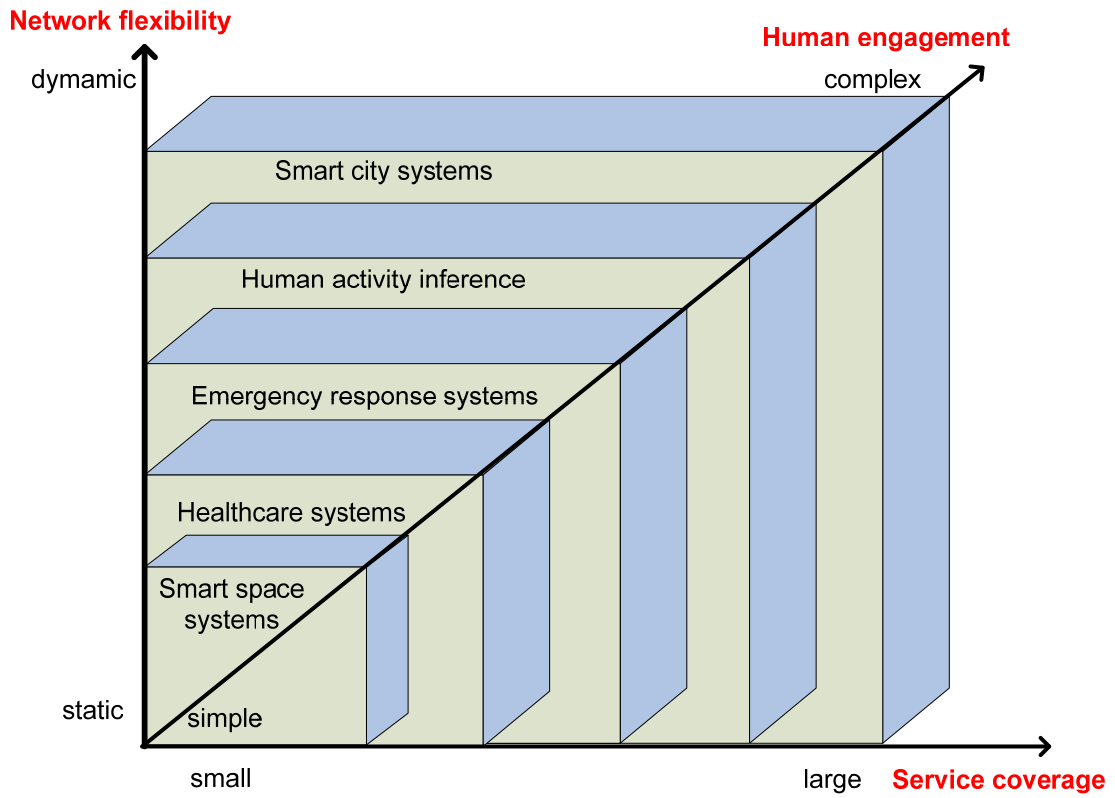 Network flexibility
Human engagement
dymamic
complex
Smart city systems
Human activity inference
Emergency response systems
Healthcare systems
Smart space
systems
static
simple
small
large
Service coverage